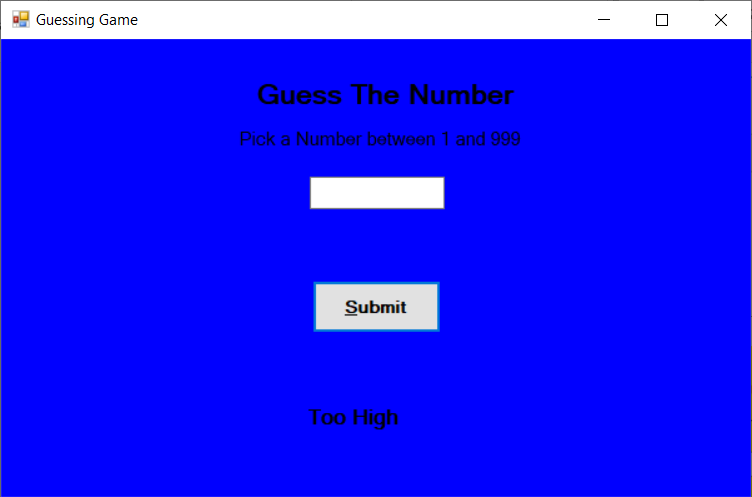 Guessing Game
Guess The Number
Pick a Number between 1 and 999
Submit
Too High